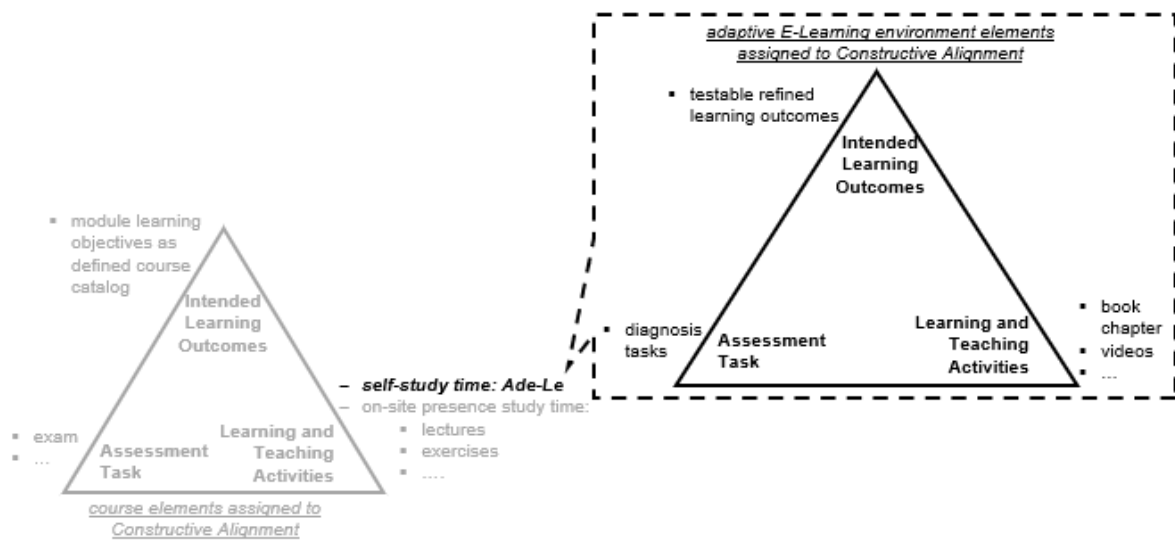 adaptive E-Learning environment elements
assigned to Constructive Alignment
▪ testable refined
learning outcomes
Intended
Learning
Outcomes
▪ diagnosis
tasks
Assessment
Task
Learning and
Teaching
Activities
▪ book
chapter
▪ videos
▪ ...
▪ module learning
objectives as
defined course
catalog
Intended
Learning
Outcomes
– self-study time: Ade-Le
– on-site presence study time:
▪ lectures
▪ exercises
▪ ....
▪ exam
▪ ...
Assessment
Task
Learning and
Teaching
Activities
course elements assigned to
Constructive Alignment